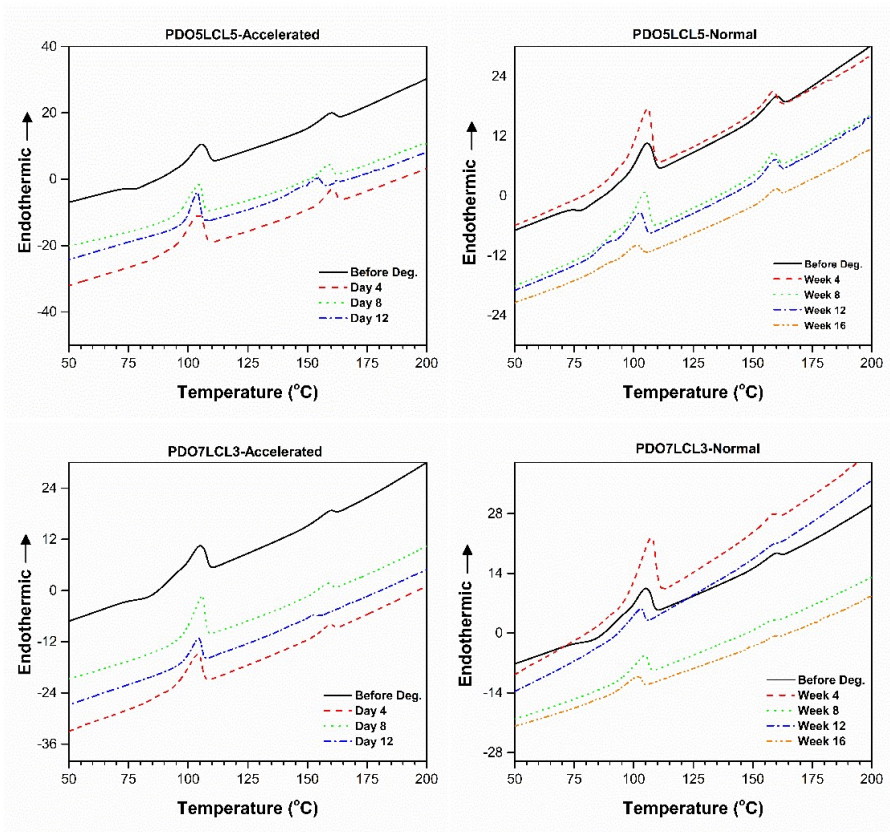 PDO5LCL5-Accelerated
40
20
0
-20
-40
Endothermic
Before Deg.
Day 4
Day 8
Day 12
50 75 100 125 150 175 200
Temperature (°C)
PDO5LCL5-Normal
24
12
0
-12
-24
Endothermic
Before Deg.
Week 4
Week 8
Week 12
Week 16
50 75 100 125 150 175 200
Temperature (°C)
PDO7LCL3-Accelerated
24
12
0
-12
-24
-36
Endothermic
Before Deg.
Day 4
Day 8
Day 12
50 75 100 125 150 175 200
Temperature (°C)
PDO7LCL3-Normal
28
14
0
-14
-28
Endothermic
Before Deg.
Week 4
Week 8
Week 12
Week 16
50 75 100 125 150 175 200
Temperature (°C)